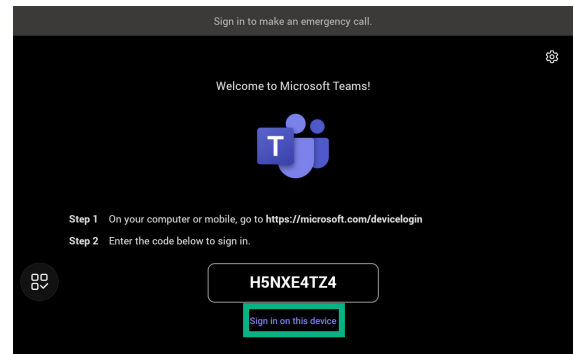 Sign in to make an emergency call.
Welcome to Microsoft Teams!
T
Step 1 On your computer or mobile, go to https://microsoft.com/devicelogin
Step 2 Enter the code below to sign in.
H5NXE4TZ4
Sign in on this device